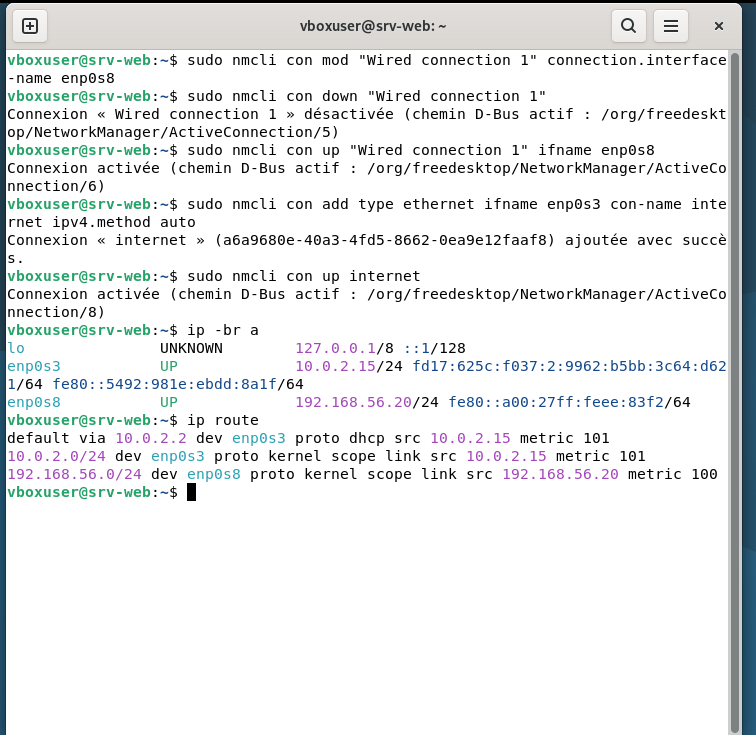 vboxuser@srv-web: ~
vboxuser@srv-web:~$ sudo nmcli con mod "Wired connection 1" connection.interface
-name enp0s8
vboxuser@srv-web:~$ sudo nmcli con down "Wired connection 1"
Connexion « Wired connection 1 » désactivée (chemin D-Bus actif : /org/freedeskt
op/NetworkManager/ActiveConnection/5)
vboxuser@srv-web:~$ sudo nmcli con up "Wired connection 1" ifname enp0s8
Connexion activée (chemin D-Bus actif : /org/freedesktop/NetworkManager/ActiveCo
nnection/6)
vboxuser@srv-web:~$ sudo nmcli con add type ethernet ifname enp0s3 con-name inte
rnet ipv4.method auto
Connexion « internet » (a6a9680e-40a3-4fd5-8662-0ea9e12faaf8) ajoutée avec succè
s.
vboxuser@srv-web:~$ sudo nmcli con up internet
Connexion activée (chemin D-Bus actif : /org/freedesktop/NetworkManager/ActiveCo
nnection/8)
vboxuser@srv-web:~$ ip -br a
lo               UNKNOWN        127.0.0.1/8 ::1/128
enp0s3           UP             10.0.2.15/24 fd17:625c:f037:2:9962:b5bb:3c64:d62
1/64 fe80::5492:981e:ebdd:8a1f/64
enp0s8           UP             192.168.56.20/24 fe80::a00:27ff:feee:83f2/64
vboxuser@srv-web:~$ ip route
default via 10.0.2.2 dev enp0s3 proto dhcp src 10.0.2.15 metric 101
10.0.2.0/24 dev enp0s3 proto kernel scope link src 10.0.2.15 metric 101
192.168.56.0/24 dev enp0s8 proto kernel scope link src 192.168.56.20 metric 100
vboxuser@srv-web:~$